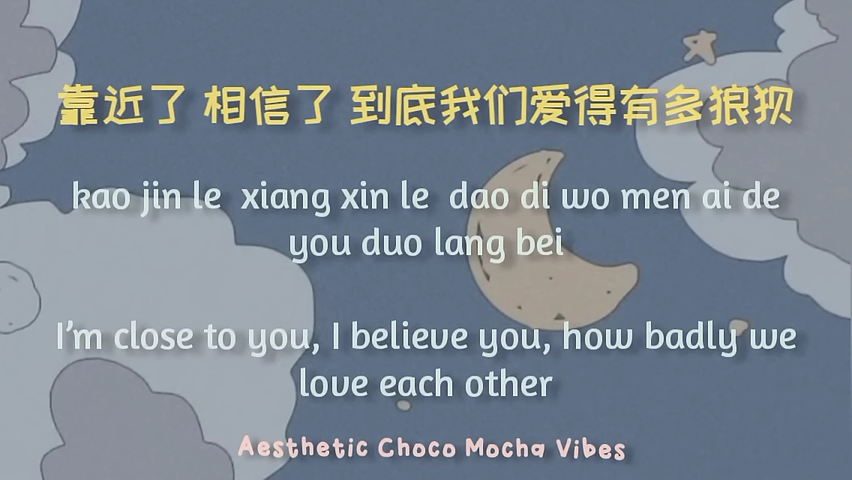 靠近了 相信了 到底我们爱得有多狼狈
kao jin le xiang xin le dao di wo men ai de
you duo lang bei
I'm close to you, I believe you, how badly we
love each other
Aesthetic Choco Mocha Vibes